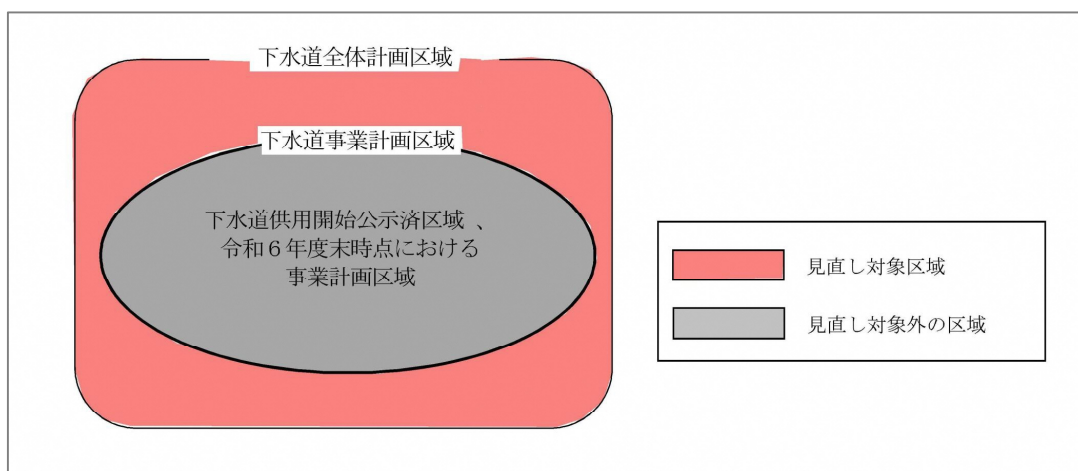 下水道全体計画区域
下水道事業計画区域
下水道供用開始公示済区域 、
令和６年度末時点における
事業計画区域
見直し対象区域
見直し対象外の区域